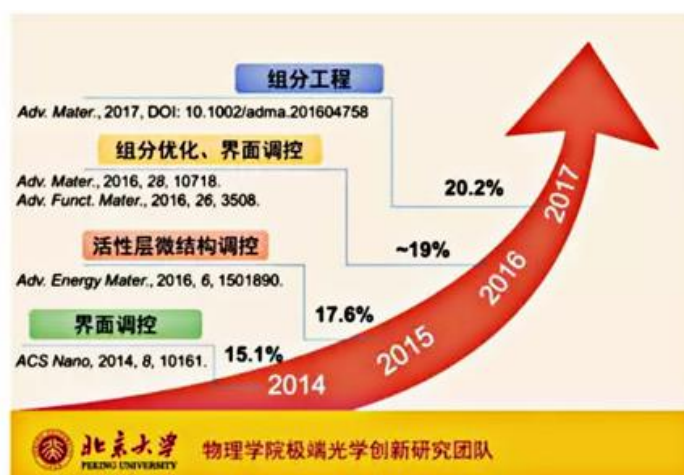 组分工程
Adv. Mater., 2017, DOI: 10.1002/adma.201604758
组分优化、界面调控
Adv. Mater., 2016, 28, 10718.
Adv. Funct. Mater., 2016, 26, 3508.
20.2%
2017
活性层微结构调控
~19%
2016
Adv. Energy Mater., 2016, 6, 1501890.
17.6%
2015
界面调控
ACS Nano, 2014, 8, 10161.
15.1%
2014
北京大学
PEKING UNIVERSITY
物理学院极端光学创新研究团队